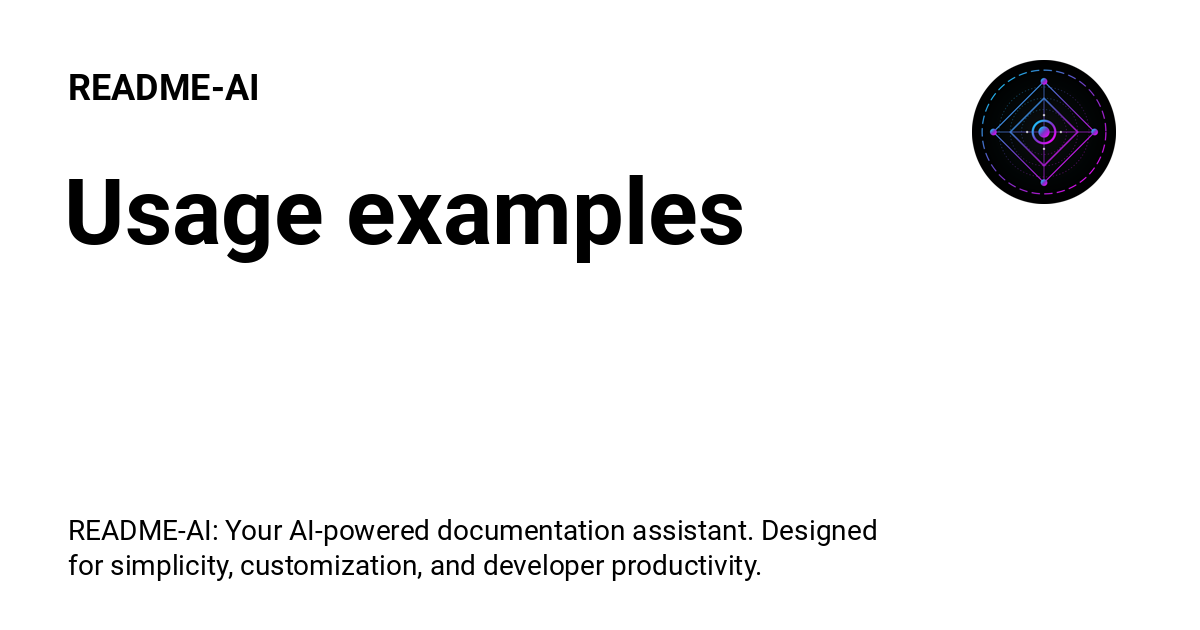 README-AI
Usage examples
README-AI: Your AI-powered documentation assistant. Designed
for simplicity, customization, and developer productivity.